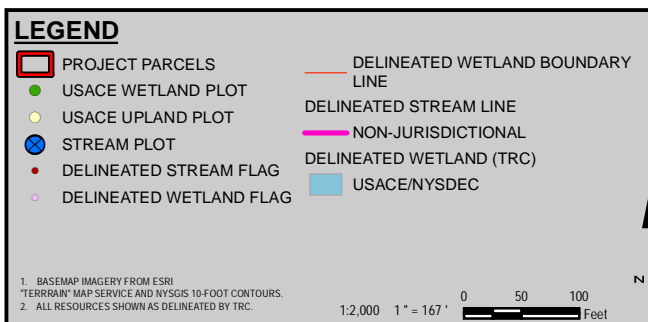 LEGEND
PROJECT PARCELS
USACE WETLAND PLOT
USACE UPLAND PLOT
STREAM PLOT
DELINEATED STREAM FLAG
DELINEATED WETLAND FLAG
DELINEATED WETLAND BOUNDARY
LINE
DELINEATED STREAM LINE
NON-JURISDICTIONAL
DELINEATED WETLAND (TRC)
USACE/NYSDEC
1. BASEMAP IMAGERY FROM ESRI
"TERRRAIN" MAP SERVICE AND NYSGIS 10-FOOT CONTOURS.
2. ALL RESOURCES SHOWN AS DELINEATED BY TRC.
1:2,000 1 " = 167 '
0 50 100
Feet
N